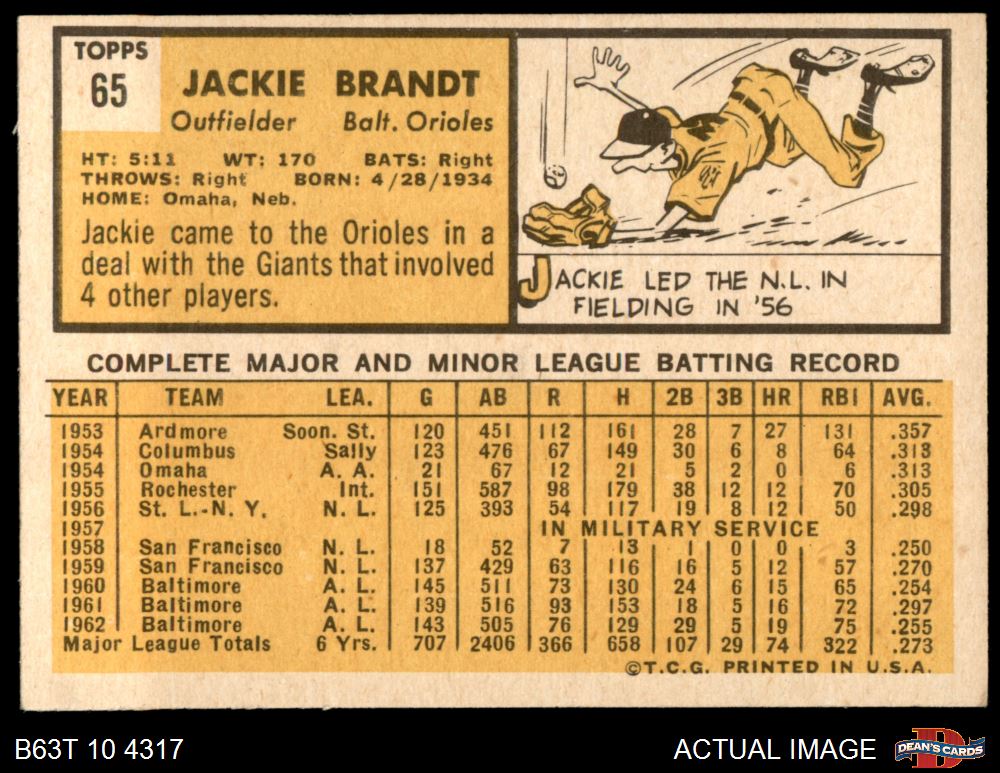 TOPPS
65
JACKIE BRANDT
Outfielder Balt. Orioles
HT: 5:11 WT: 170 BATS: Right
THROWS: Right BORN: 4/28/1934
HOME: Omaha, Neb.
Jackie came to the Orioles in a
deal with the Giants that involved
4 other players.
JACKIE LED THE N.L. IN
FIELDING IN '56
COMPLETE MAJOR AND MINOR LEAGUE BATTING RECORD
YEAR TEAM LEA. G AB R H 2B 3B HR RBI AVG.
1953 Ardmore Soon. St. 120 451 112 161 28 7 27 131 .357
1954 Columbus Sally 123 476 67 149 30 6 8 64 .313
1954 Omaha A. A. 21 67 12 21 5 2 0 6 .313
1955 Rochester Int. 151 587 98 179 38 12 12 70 .305
1956 St. L.-N. Y. N. L. 125 393 54 117 19 8 12 50 .298
1957 IN MILITARY SERVICE
1958 San Francisco N. L. 18 52 7 13 1 0 0 3 .250
1959 San Francisco N. L. 137 429 63 116 16 5 12 57 .270
1960 Baltimore A. L. 145 511 73 130 24 6 15 65 .254
1961 Baltimore A. L. 139 516 93 153 18 5 16 72 .297
1962 Baltimore A. L. 143 505 76 129 29 5 19 75 .255
Major League Totals 6 Yrs. 707 2406 366 658 107 29 74 322 .273
©T.C.G. PRINTED IN U.S.A.
B63T 10 4317 ACTUAL IMAGE D DEAN'S CARDS